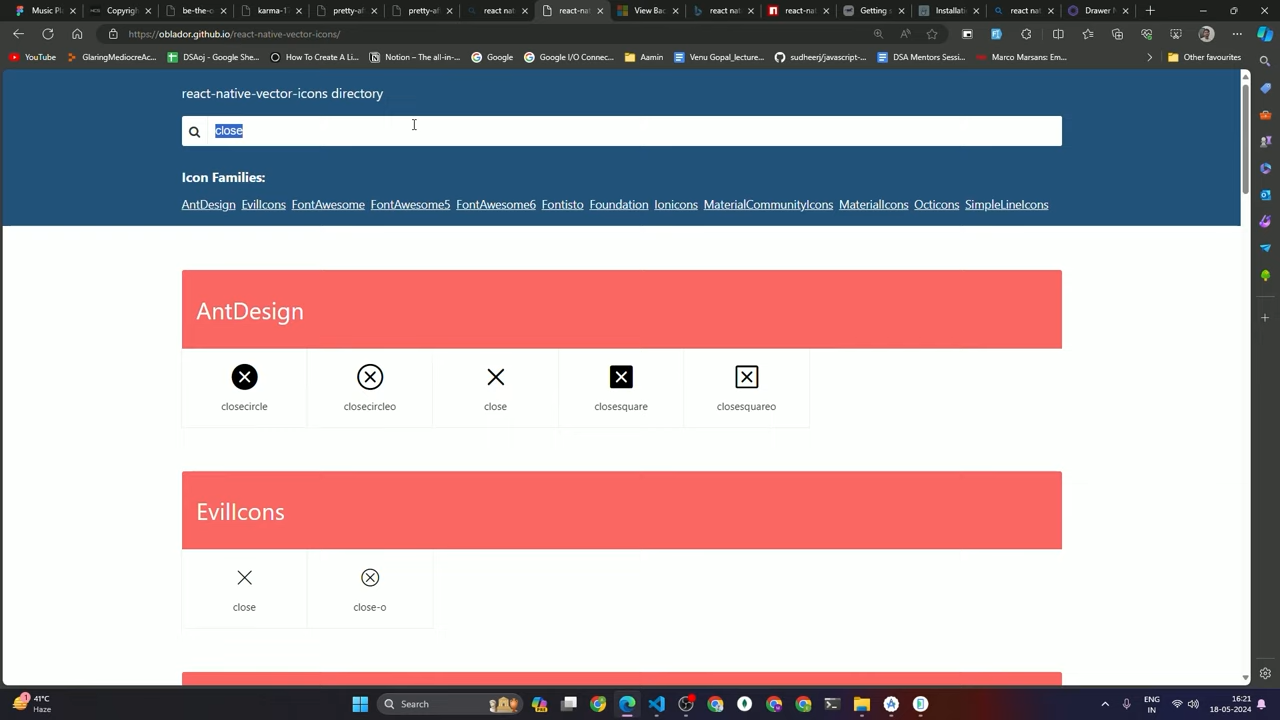 Music Pl
Copyrigh
be-the-o
karma-1
pretty-af
pretty-af
react nat
react-nat
View Bac
react nat
react-nat
Getting s
Installati
react nat
Drawer N
https://oblador.github.io/react-native-vector-icons/
YouTube
GlaringMediocreAc...
DSAoj - Google She...
How To Create A Li...
Notion – The all-in-...
Google
Google I/O Connec...
Aamin
Venu Gopal_lecture...
sudheerj/javascript-...
DSA Mentors Sessi...
Marco Marsans: Em...
Other favourites
react-native-vector-icons directory
close
Icon Families:
AntDesign EvilIcons FontAwesome FontAwesome5 FontAwesome6 Fontisto Foundation Ionicons MaterialCommunityIcons MaterialIcons Octicons SimpleLineIcons
AntDesign
closecircle closecircleo close closesquare closesquareo
EvilIcons
close close-o
41°C
Haze
Search
ENG
IN
16:21
18-05-2024